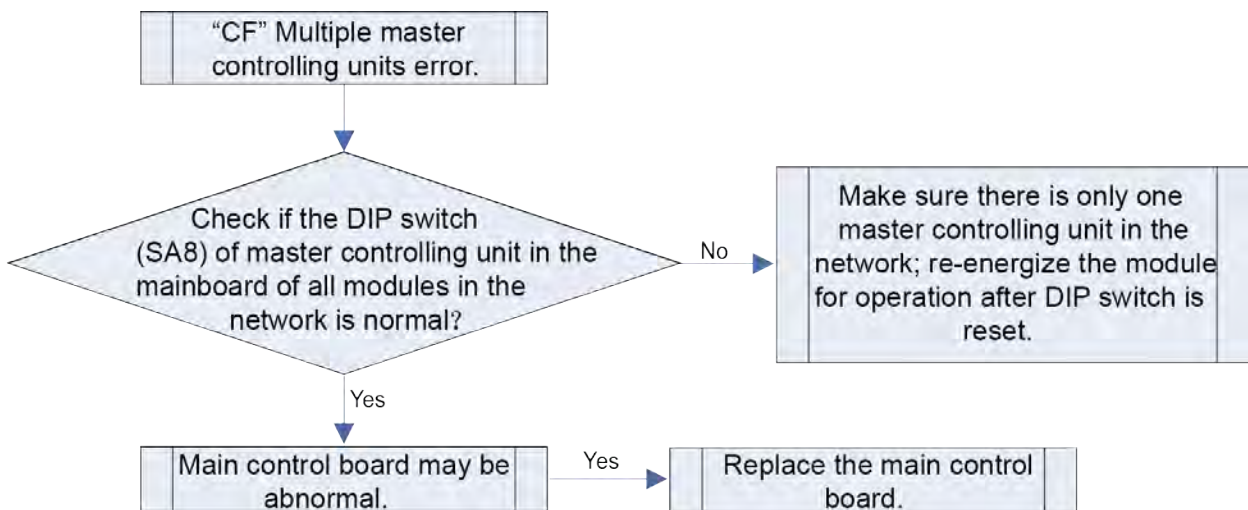 “CF” Multiple master
controlling units error.
Check if the DIP switch
(SA8) of master controlling unit in the
mainboard of all modules in the
network is normal?
No
Make sure there is only one
master controlling unit in the
network; re-energize the module
for operation after DIP switch is
reset.
Yes
Main control board may be
abnormal.
Yes
Replace the main control
board.